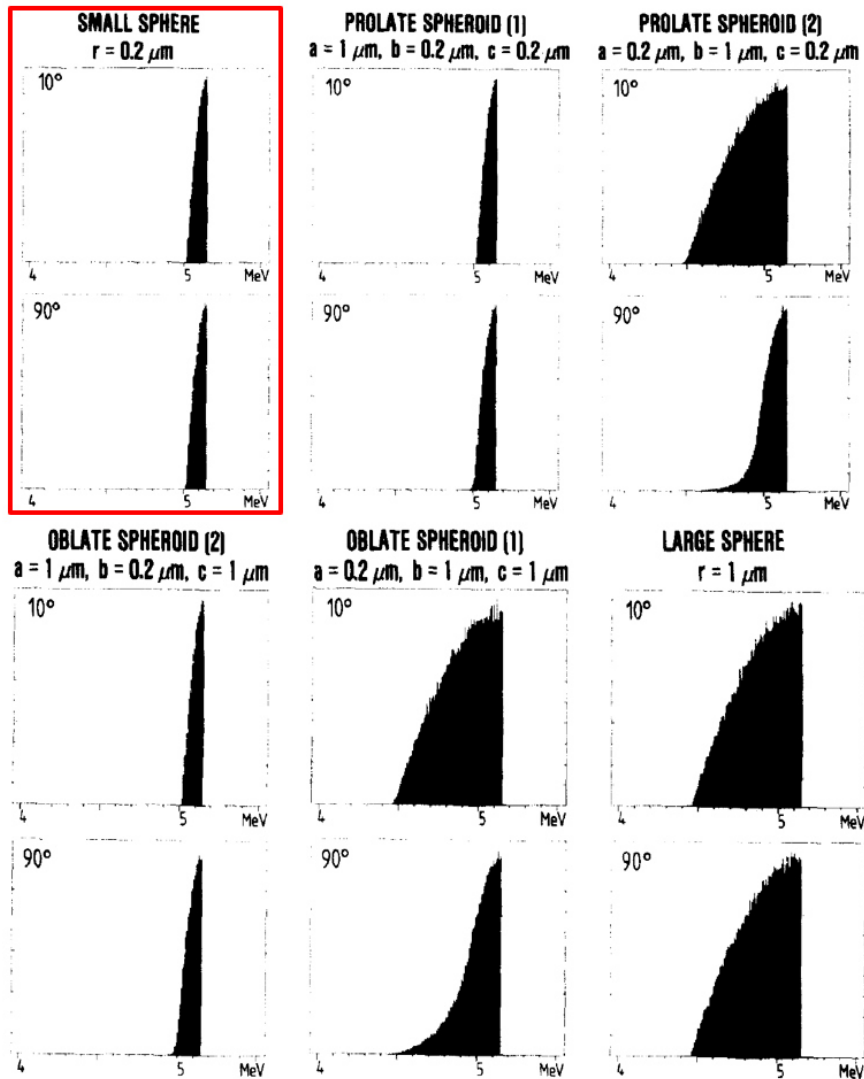 SMALL SPHERE
r = 0.2 μm
10°
4 5 MeV
90°
4 5 MeV
PROLATE SPHEROID (1)
a = 1 μm, b = 0.2 μm, c = 0.2 μm
10°
4 5 MeV
90°
4 5 MeV
PROLATE SPHEROID (2)
a = 0.2 μm, b = 1 μm, c = 0.2 μm
10°
4 5 MeV
90°
4 5 MeV
OBLATE SPHEROID (2)
a = 1 μm, b = 0.2 μm, c = 1 μm
10°
4 5 MeV
90°
4 5 MeV
OBLATE SPHEROID (1)
a = 0.2 μm, b = 1 μm, c = 1 μm
10°
4 5 MeV
90°
4 5 MeV
LARGE SPHERE
r = 1 μm
10°
4 5 MeV
90°
4 5 MeV